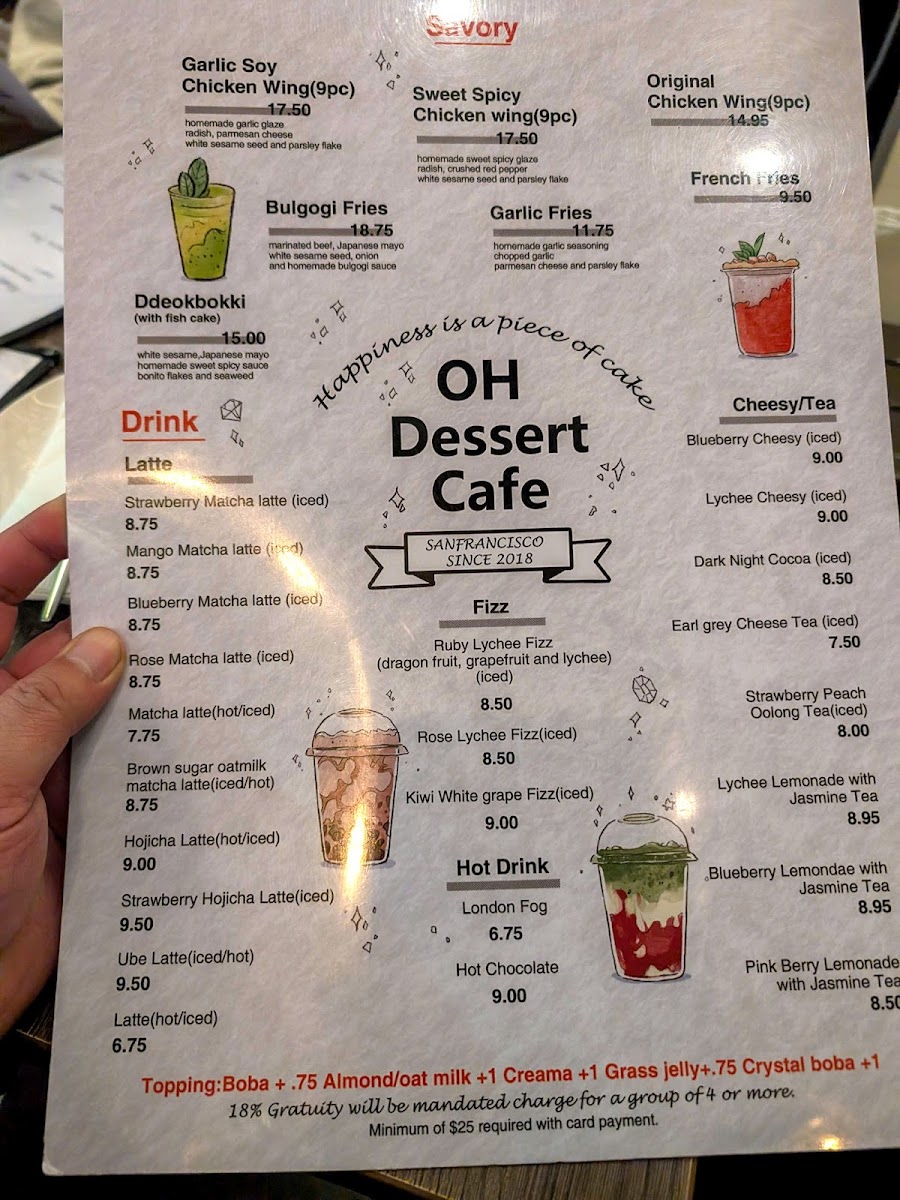 Savory
Garlic Soy
Chicken Wing(9pc)
17.50
homemade garlic glaze
radish, parmesan cheese
white sesame seed and parsley flake
Sweet Spicy
Chicken wing(9pc)
17.50
homemade sweet spicy glaze
radish, crushed red pepper
white sesame seed and parsley flake
Original
Chicken Wing(9pc)
14.95
French Fries
9.50
Bulgogi Fries
18.75
marinated beef, Japanese mayo
white sesame seed, onion
and homemade bulgogi sauce
Garlic Fries
11.75
homemade garlic seasoning
chopped garlic
parmesan cheese and parsley flake
Ddeokbokki
(with fish cake)
15.00
white sesame,Japanese mayo
homemade sweet spicy sauce
bonito flakes and seaweed
Happiness is a piece of cake
OH
Dessert
Cafe
SANFRANCISCO
SINCE 2018
Drink
Latte
Strawberry Matcha latte (iced)
8.75
Mango Matcha latte (iced)
8.75
Blueberry Matcha latte (iced)
8.75
Rose Matcha latte (iced)
8.75
Matcha latte(hot/iced)
7.75
Brown sugar oatmilk
matcha latte(iced/hot)
8.75
Hojicha Latte(hot/iced)
9.00
Strawberry Hojicha Latte(iced)
9.50
Ube Latte(iced/hot)
9.50
Latte(hot/iced)
6.75
Fizz
Ruby Lychee Fizz
(dragon fruit, grapefruit and lychee)
(iced)
8.50
Rose Lychee Fizz(iced)
8.50
Kiwi White grape Fizz(iced)
9.00
Hot Drink
London Fog
6.75
Hot Chocolate
9.00
Cheesy/Tea
Blueberry Cheesy (iced)
9.00
Lychee Cheesy (iced)
9.00
Dark Night Cocoa (iced)
8.50
Earl grey Cheese Tea (iced)
7.50
Strawberry Peach
Oolong Tea(iced)
8.00
Lychee Lemonade with
Jasmine Tea
8.95
Blueberry Lemondae with
Jasmine Tea
8.95
Pink Berry Lemonade
with Jasmine Tea
8.50
Topping:Boba + .75 Almond/oat milk +1 Creama +1 Grass jelly+.75 Crystal boba +1
18% Gratuity will be mandated charge for a group of 4 or more.
Minimum of $25 required with card payment.